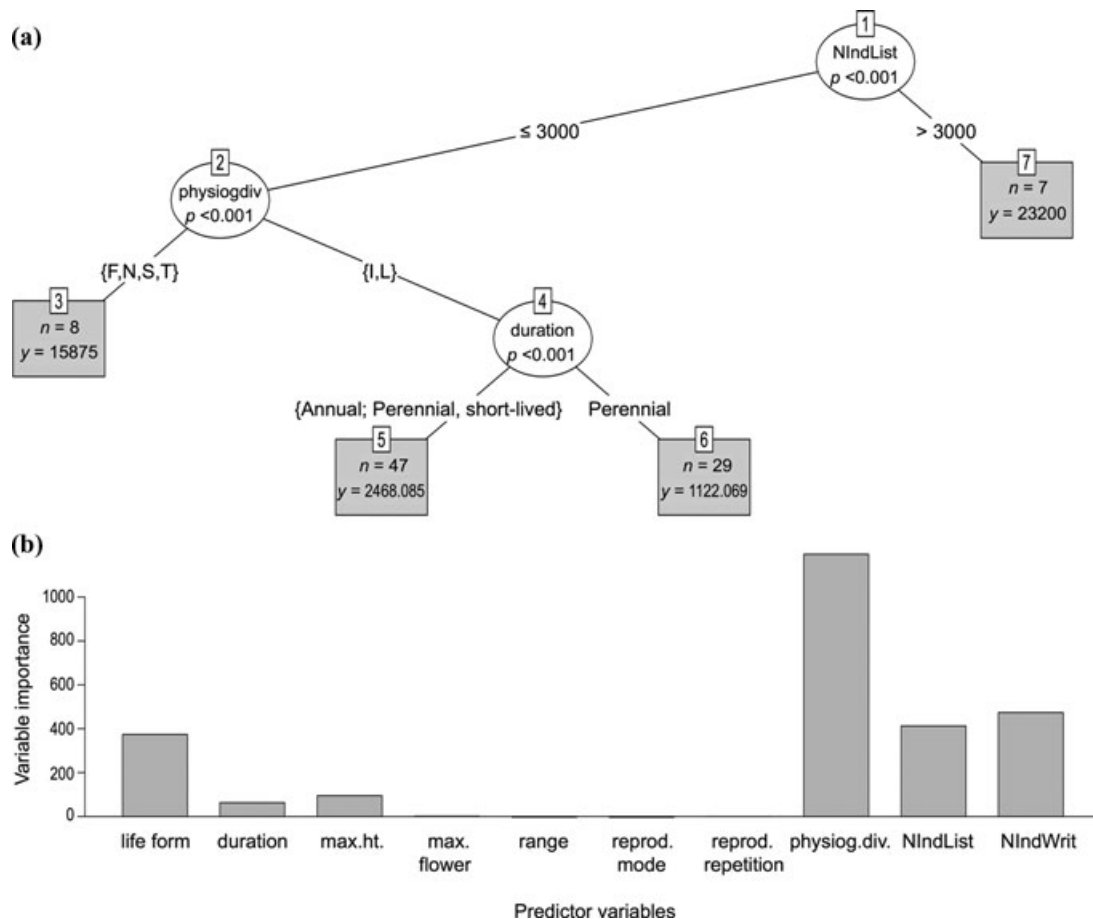 (a)
1
NIndList
p <0.001
≤ 3000
> 3000
2
physiogdiv
p <0.001
7
n = 7
y = 23200
{F,N,S,T}
{I,L}
3
n = 8
y = 15875
4
duration
p <0.001
{Annual; Perennial, short-lived}
Perennial
5
n = 47
y = 2468.085
6
n = 29
y = 1122.069
(b)
Variable importance
1000
800
600
400
200
0
life form
duration
max.ht.
max.
flower
range
reprod.
mode
reprod.
repetition
physiog.div.
NIndList
NIndWrit
Predictor variables